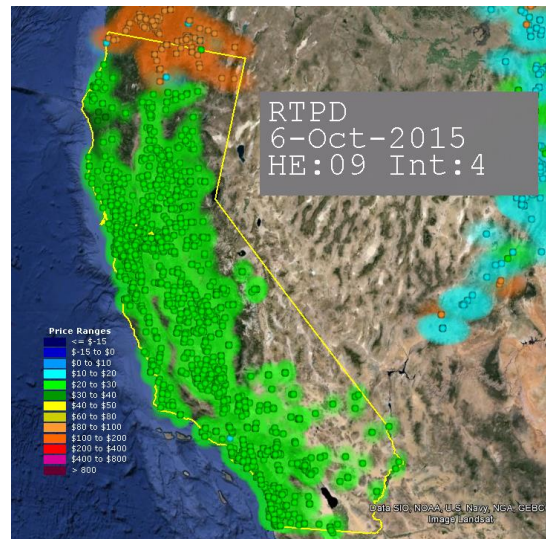 RTPD
6-Oct-2015
HE:09 Int:4
Price Ranges
<= $-15
$-15 to $0
$0 to $10
$10 to $20
$20 to $30
$30 to $40
$40 to $50
$60 to $80
$80 to $100
$100 to $200
$200 to $400
$400 to $800
> 800
Data SIO, NOAA, U.S. Navy, NGA, GEBC
Image Landsat